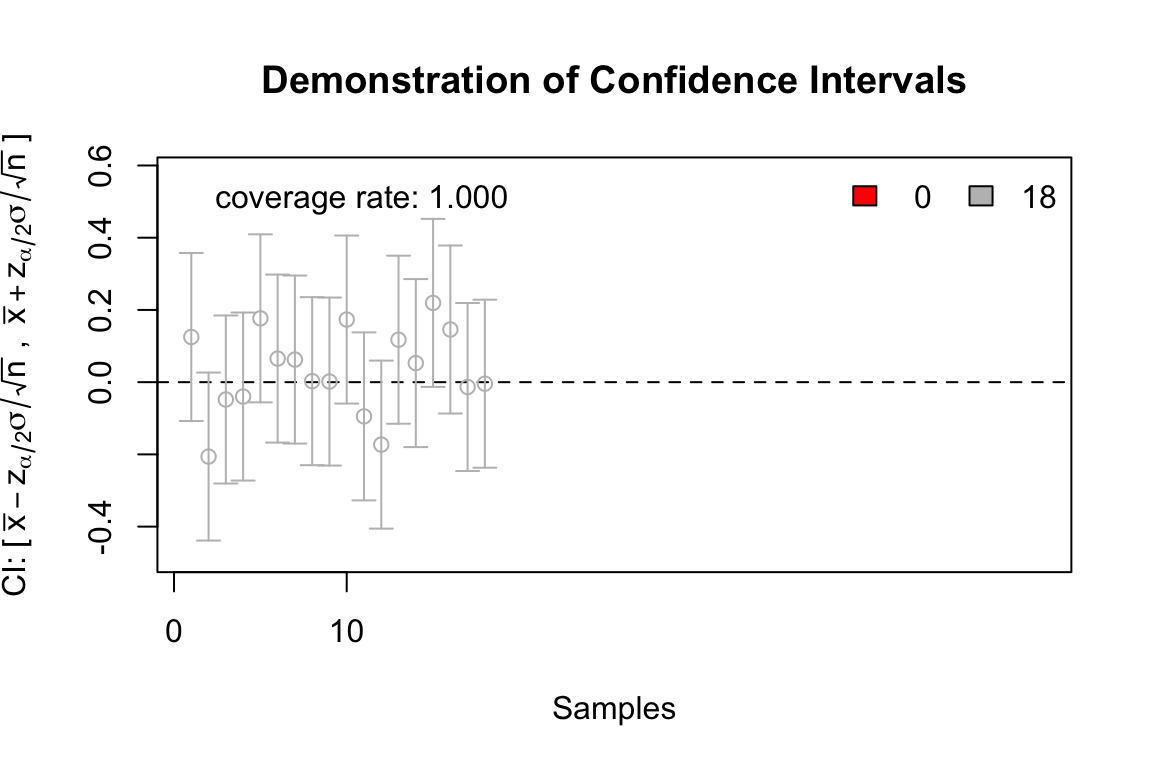 Demonstration of Confidence Intervals
CI: [ x̅ − zα/2σ/√n , x̅ + zα/2σ/√n ]
0.6
0.4
0.2
0.0
-0.4
coverage rate: 1.000
0 18
0 10
Samples